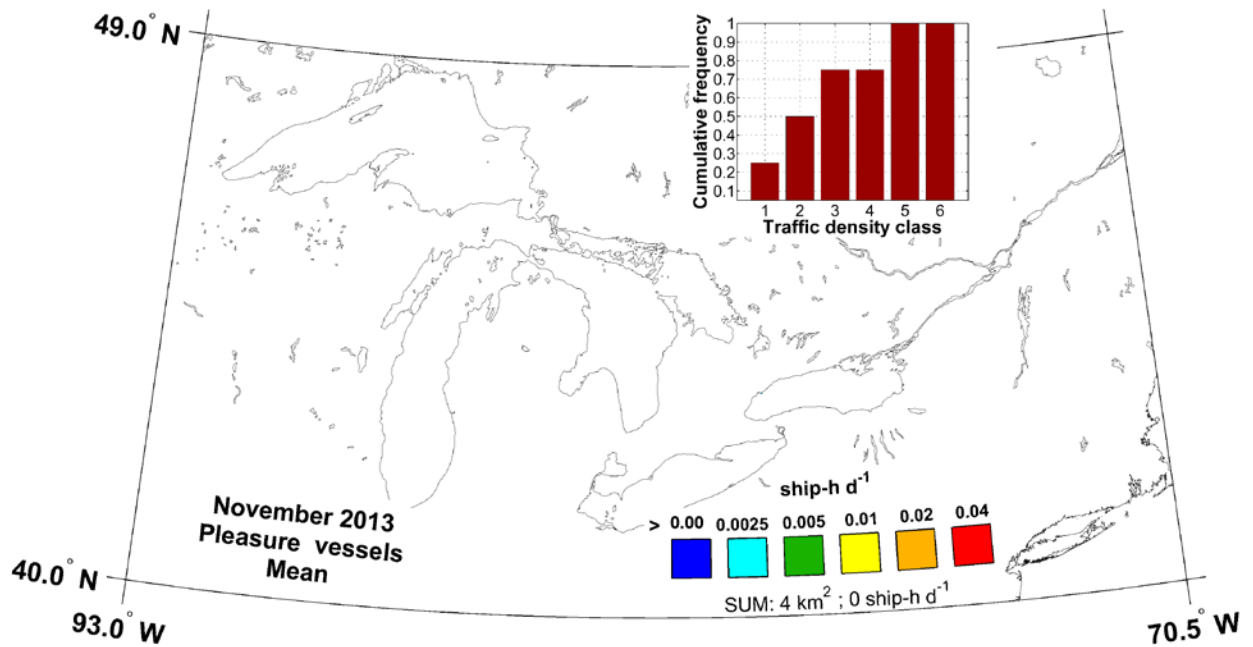 49.0° N
Cumulative frequency
1
0.9
0.8
0.7
0.6
0.5
0.4
0.3
0.2
0.1
1 2 3 4 5 6
Traffic density class
November 2013
Pleasure vessels
Mean
ship-h d⁻¹
> 0.00 0.0025 0.005 0.01 0.02 0.04
SUM: 4 km² ; 0 ship-h d⁻¹
40.0° N
93.0° W
70.5° W